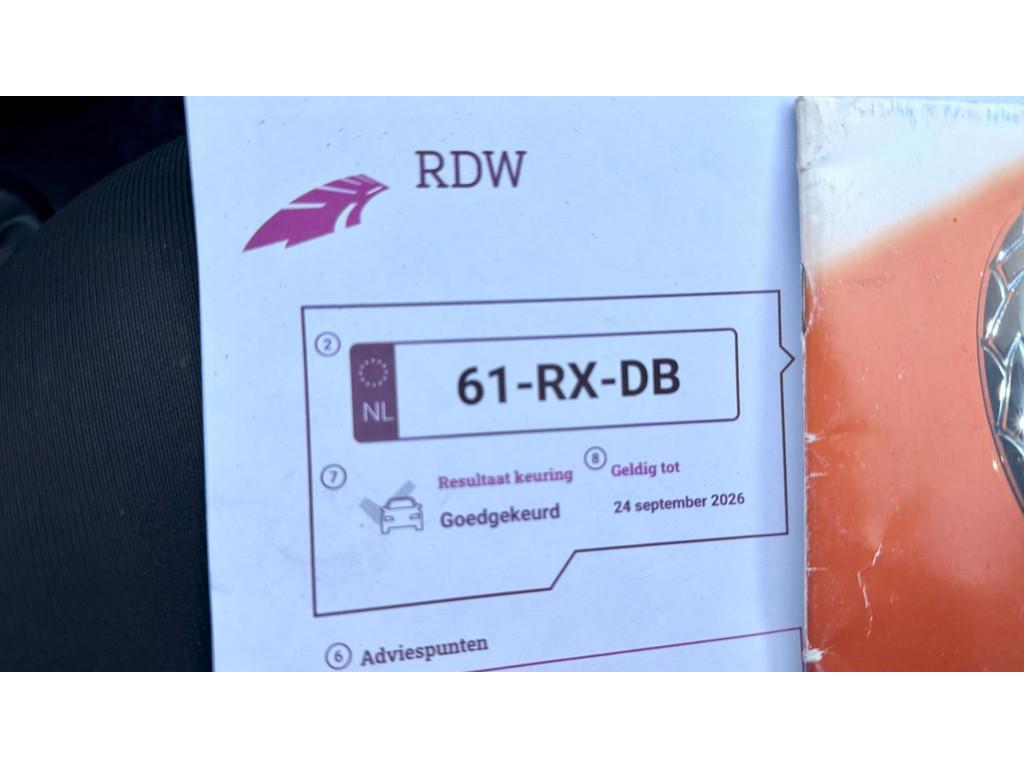 RDW
2
NL
61-RX-DB
7
Resultaat keuring
Goedgekeurd
8
Geldig tot
24 september 2026
6 Adviespunten